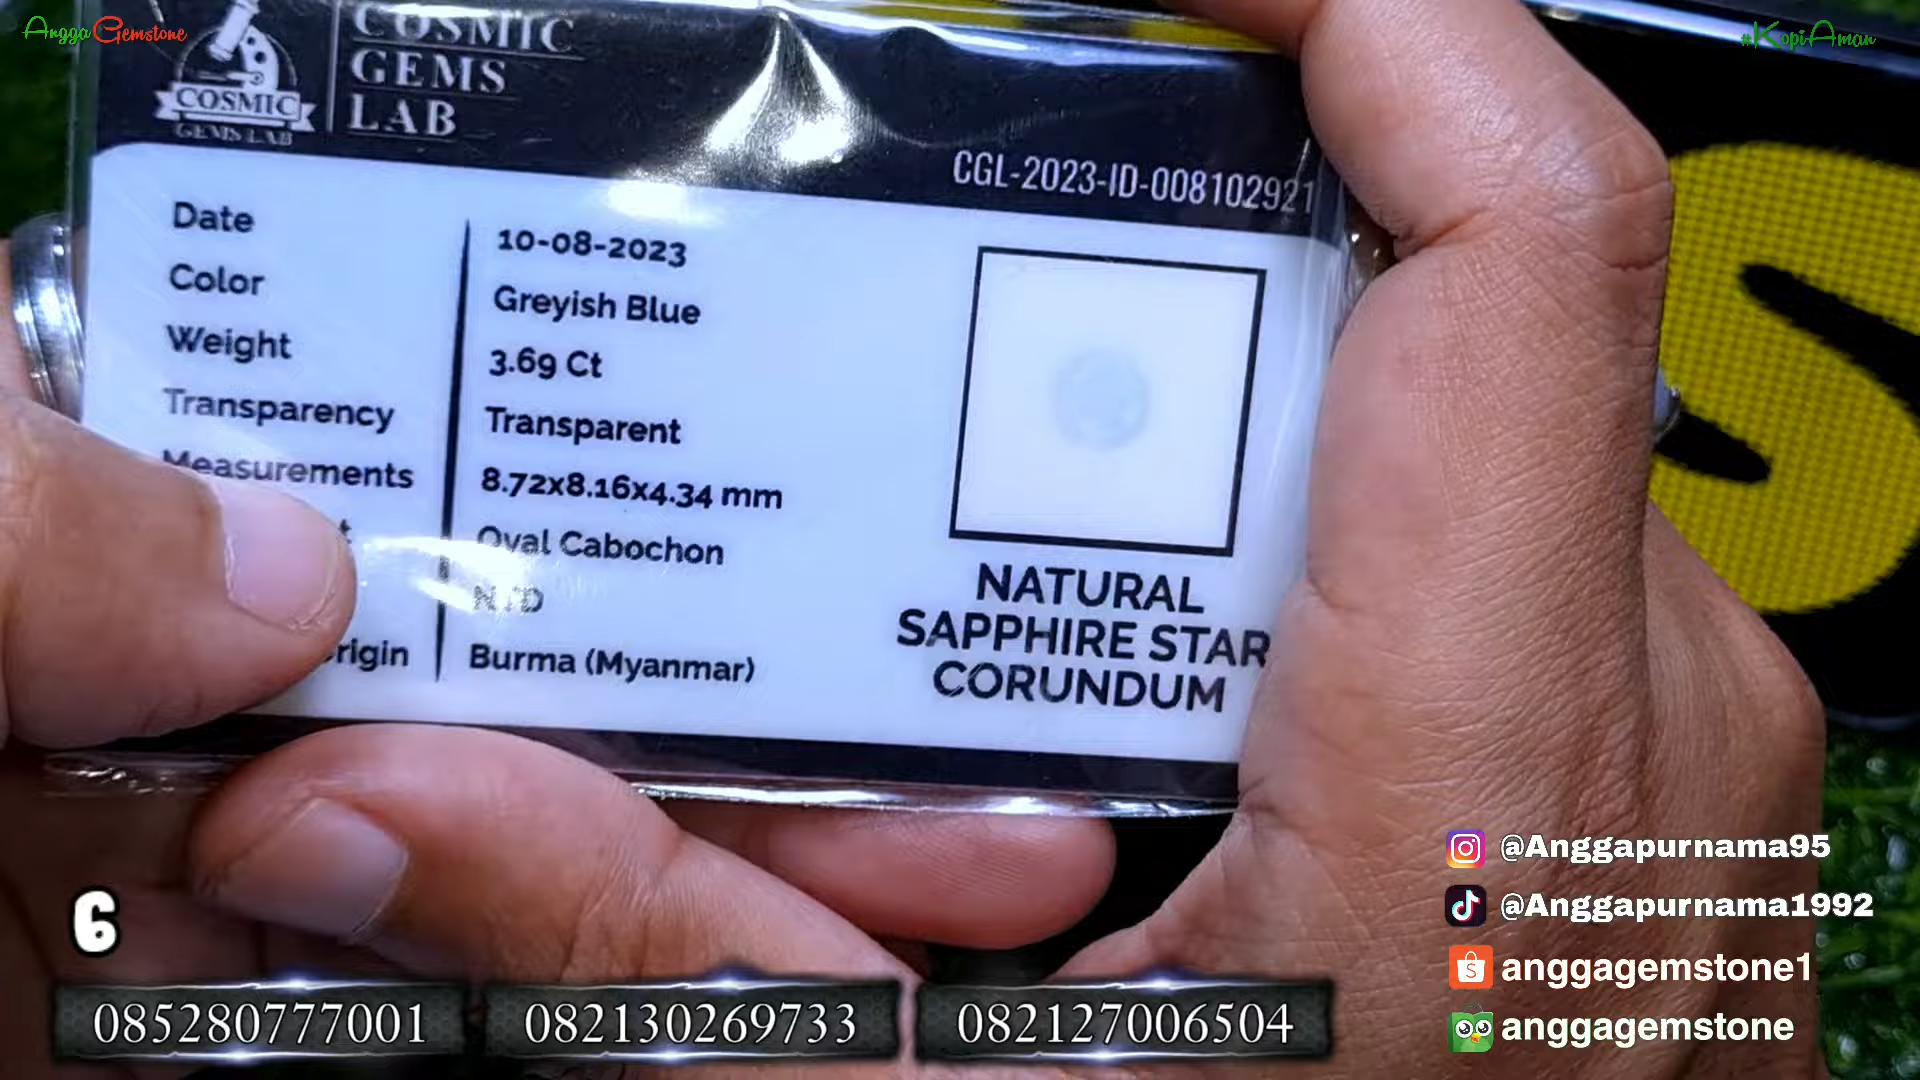 Angga Gemstone
#KopiAman
COSMIC
GEMS
LAB
COSMIC
GEMS LAB
CGL-2023-ID-008102921
Date 10-08-2023
Color Greyish Blue
Weight 3.69 Ct
Transparency Transparent
Measurements 8.72x8.16x4.34 mm
Oval Cabochon
rigin Burma (Myanmar)
NATURAL
SAPPHIRE STAR
CORUNDUM
S
@Anggapurnama95
@Anggapurnama1992
anggagemstone1
anggagemstone
6
085280777001 082130269733 082127006504